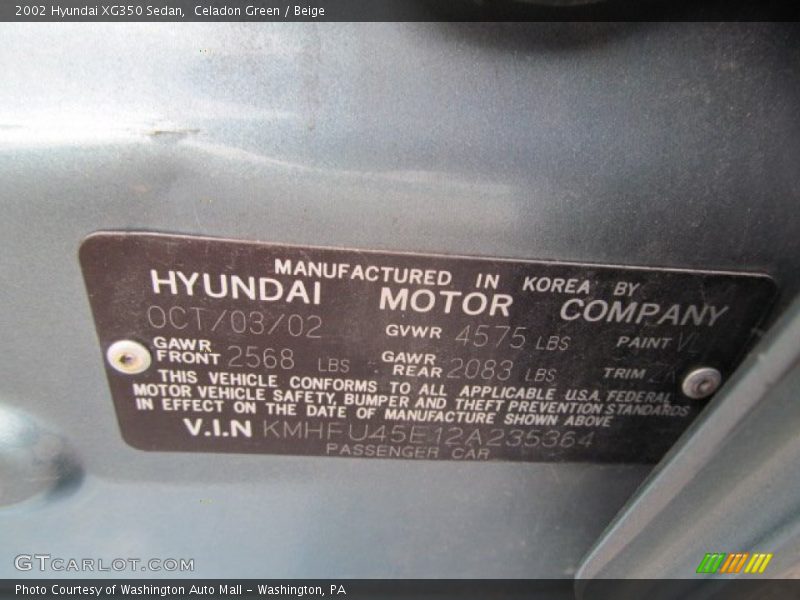 2002 Hyundai XG350 Sedan, Celadon Green / Beige
MANUFACTURED IN KOREA BY
HYUNDAI MOTOR COMPANY
OCT/03/02 GVWR 4575 LBS PAINT
GAWR FRONT 2568 LBS GAWR REAR 2083 LBS TRIM
THIS VEHICLE CONFORMS TO ALL APPLICABLE U.S.A. FEDERAL
MOTOR VEHICLE SAFETY, BUMPER AND THEFT PREVENTION STANDARDS
IN EFFECT ON THE DATE OF MANUFACTURE SHOWN ABOVE
V.I.N KMHFU45E12A235364
PASSENGER CAR
GTCARLOT.COM
Photo Courtesy of Washington Auto Mall - Washington, PA